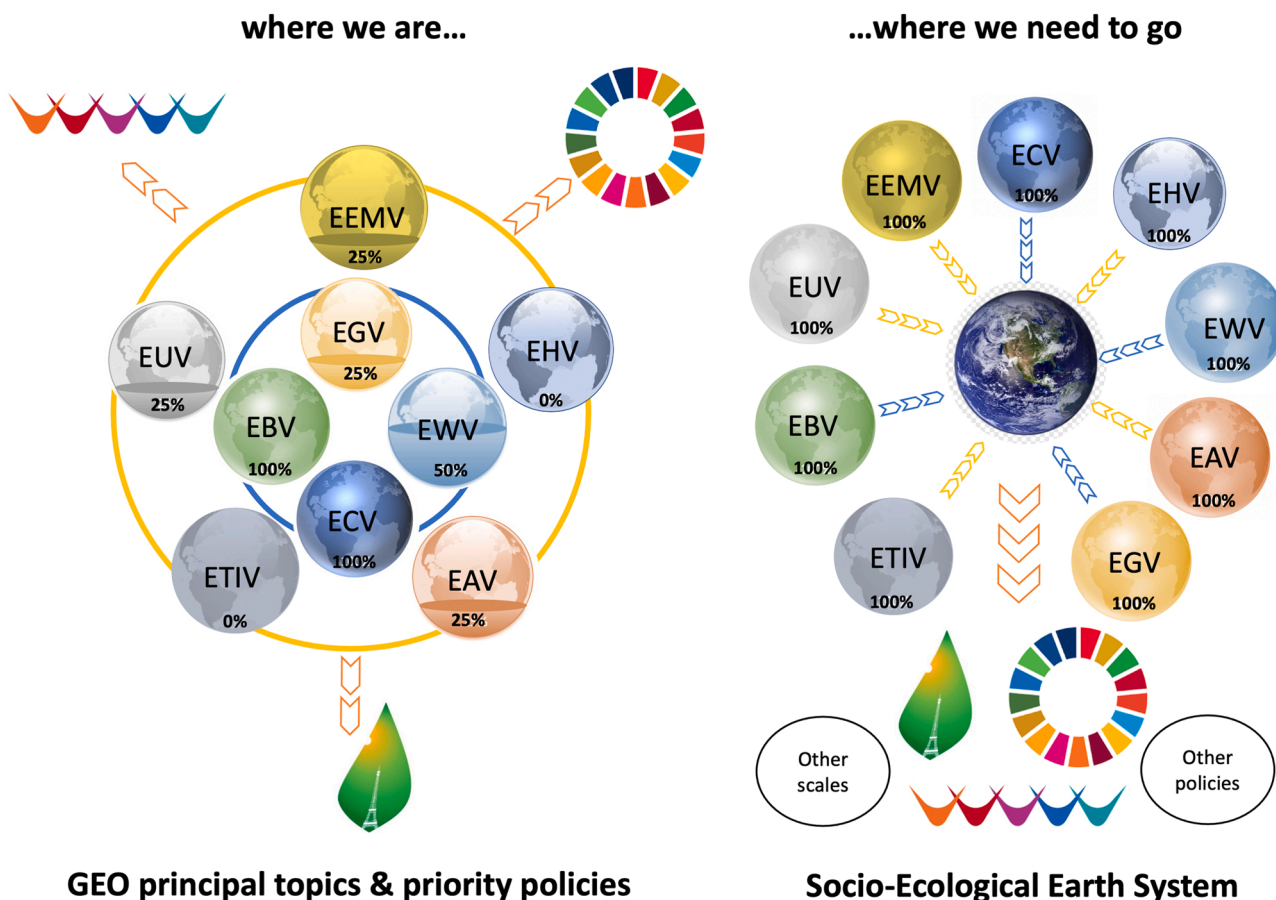 where we are...
...where we need to go
EEMV
25%
EGV
25%
EUV
25%
EHV
0%
EBV
100%
EWV
50%
ECV
100%
ETIV
0%
EAV
25%
GEO principal topics & priority policies
ECV
100%
EEMV
100%
EHV
100%
EUV
100%
EWV
100%
EBV
100%
EAV
100%
ETIV
100%
EGV
100%
Other
scales
Other
policies
Socio-Ecological Earth System